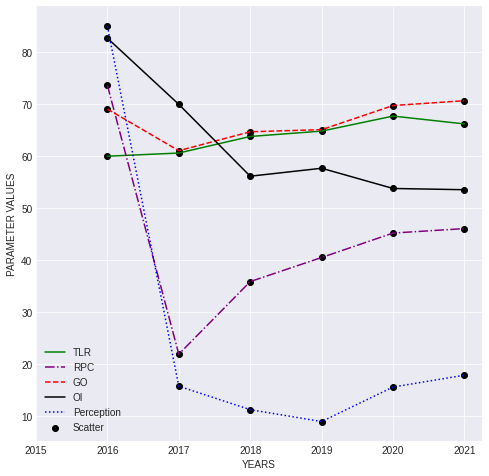 80
70
60
50
40
30
20
10
PARAMETER VALUES
TLR
RPC
GO
OI
Perception
Scatter
2015 2016 2017 2018 2019 2020 2021
YEARS